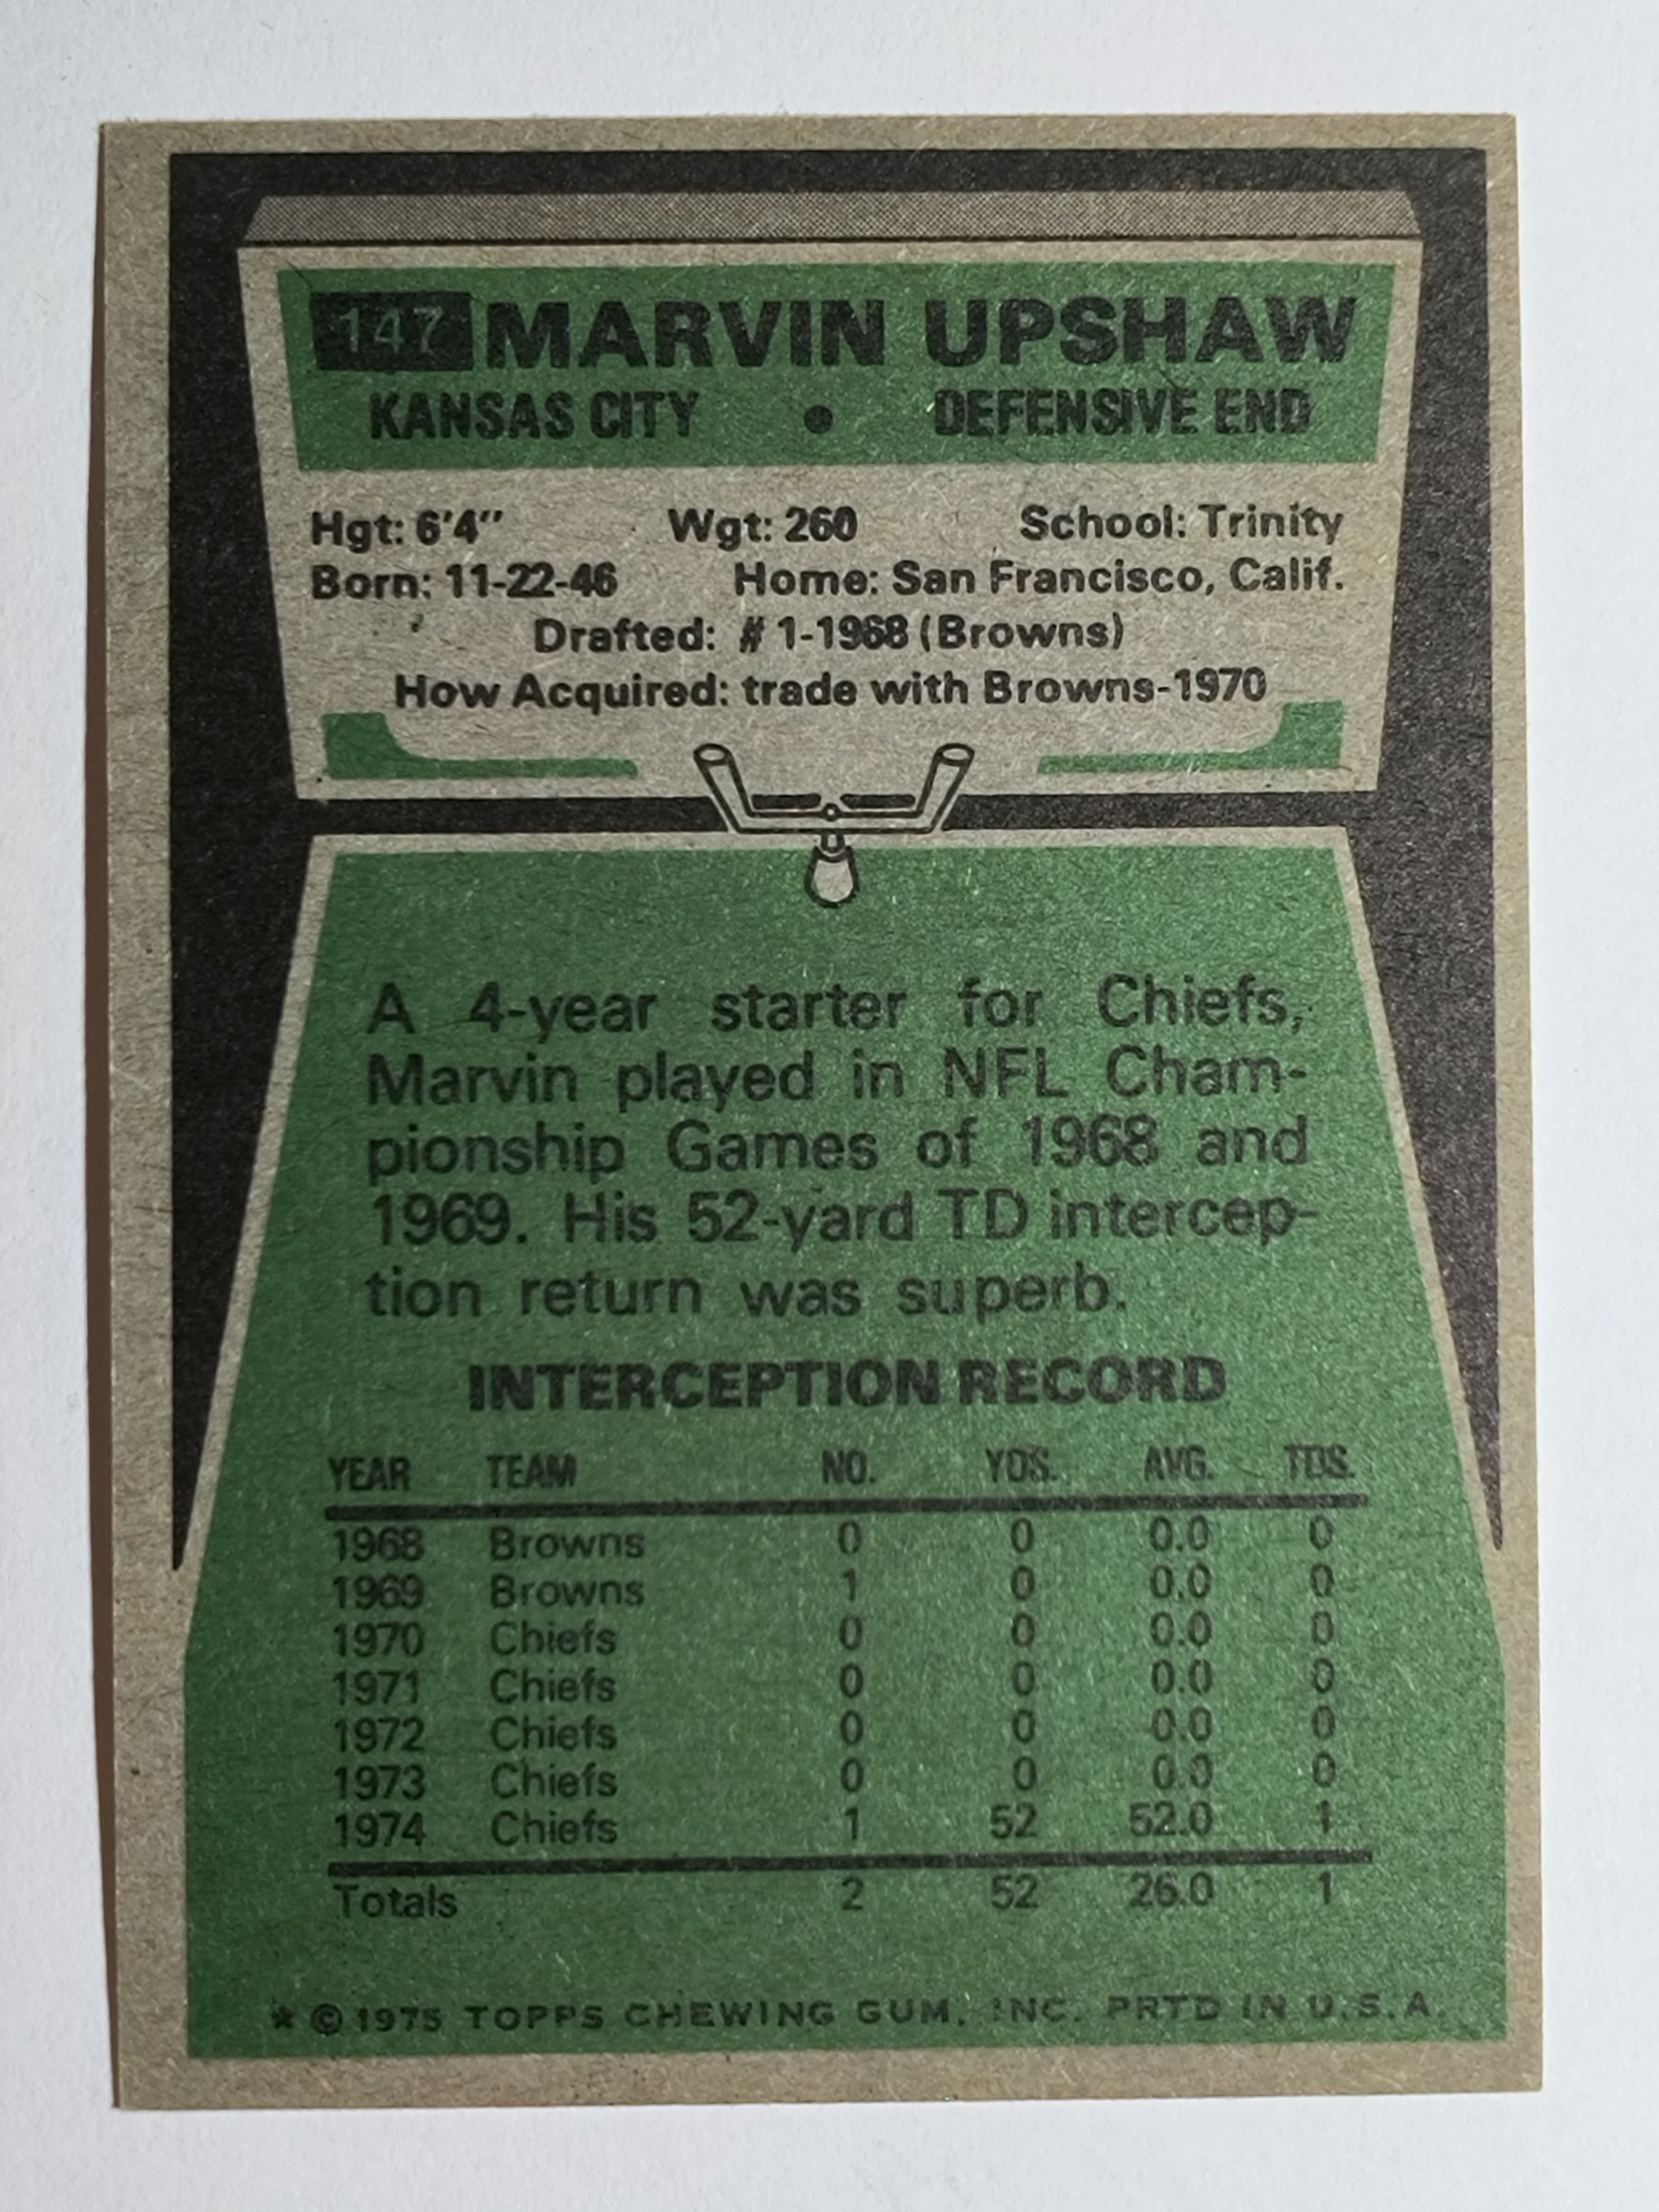 147 MARVIN UPSHAW
KANSAS CITY • DEFENSIVE END
Hgt: 6'4" Wgt: 260 School: Trinity
Born: 11-22-46 Home: San Francisco, Calif.
Drafted: # 1-1968 (Browns)
How Acquired: trade with Browns-1970
A 4-year starter for Chiefs,
Marvin played in NFL Cham-
pionship Games of 1968 and
1969. His 52-yard TD intercep-
tion return was superb.
INTERCEPTION RECORD
YEAR TEAM NO. YDS. AVG. TDS.
1968 Browns 0 0 0.0 0
1969 Browns 1 0 0.0 0
1970 Chiefs 0 0 0.0 0
1971 Chiefs 0 0 0.0 0
1972 Chiefs 0 0 0.0 0
1973 Chiefs 0 0 0.0 0
1974 Chiefs 1 52 52.0 1
Totals 2 52 26.0 1
* © 1975 TOPPS CHEWING GUM, INC. PRTD IN U.S.A.